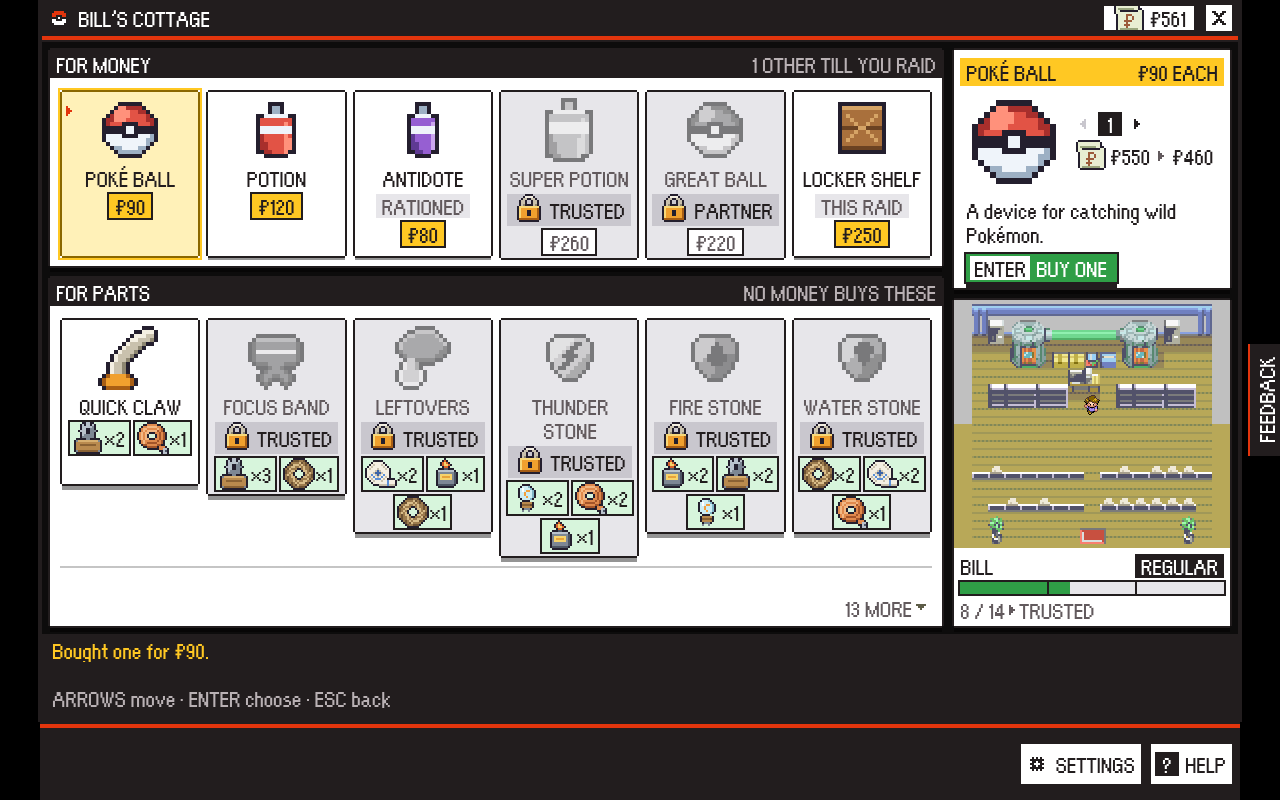 BILL'S COTTAGE
₽561
X
FOR MONEY
1 OTHER TILL YOU RAID
POKÉ BALL
₽90
POTION
₽120
ANTIDOTE
RATIONED
₽80
SUPER POTION
TRUSTED
₽260
GREAT BALL
PARTNER
₽220
LOCKER SHELF
THIS RAID
₽250
FOR PARTS
NO MONEY BUYS THESE
QUICK CLAW
×2
×1
FOCUS BAND
TRUSTED
×3
×1
LEFTOVERS
TRUSTED
×2
×1
×1
THUNDER
STONE
TRUSTED
×2
×2
×1
FIRE STONE
TRUSTED
×2
×2
×1
WATER STONE
TRUSTED
×2
×2
×1
13 MORE
POKÉ BALL
₽90 EACH
1
₽550 ₽460
A device for catching wild
Pokémon.
ENTER BUY ONE
BILL
REGULAR
8 / 14 TRUSTED
Bought one for ₽90.
ARROWS move · ENTER choose · ESC back
SETTINGS
? HELP
FEEDBACK